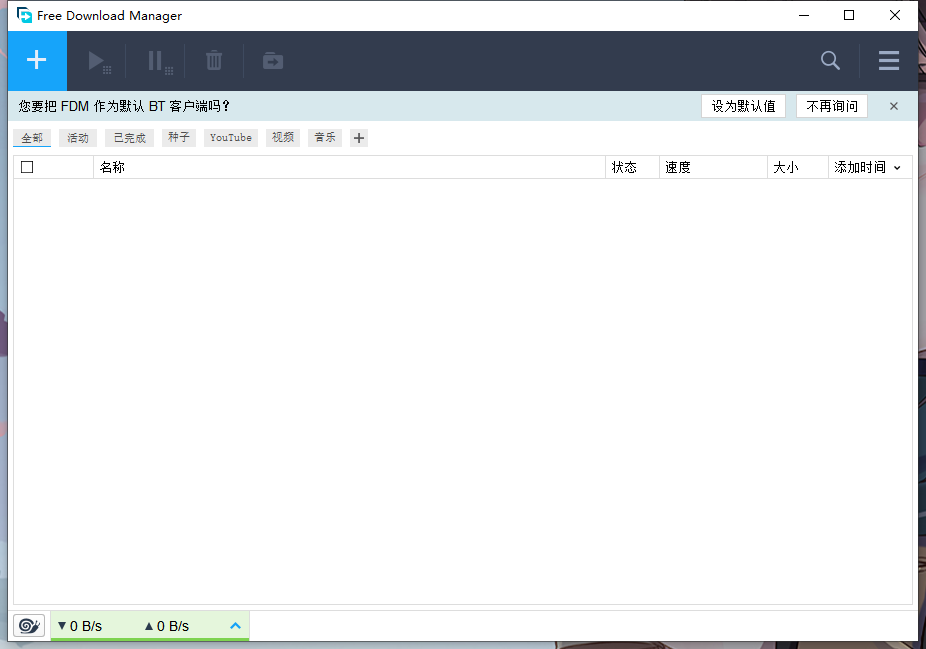 Free Download Manager
您要把 FDM 作为默认 BT 客户端吗？ 设为默认值 不再询问
全部 活动 已完成 种子 YouTube 视频 音乐
名称 状态 速度 大小 添加时间
0 B/s 0 B/s